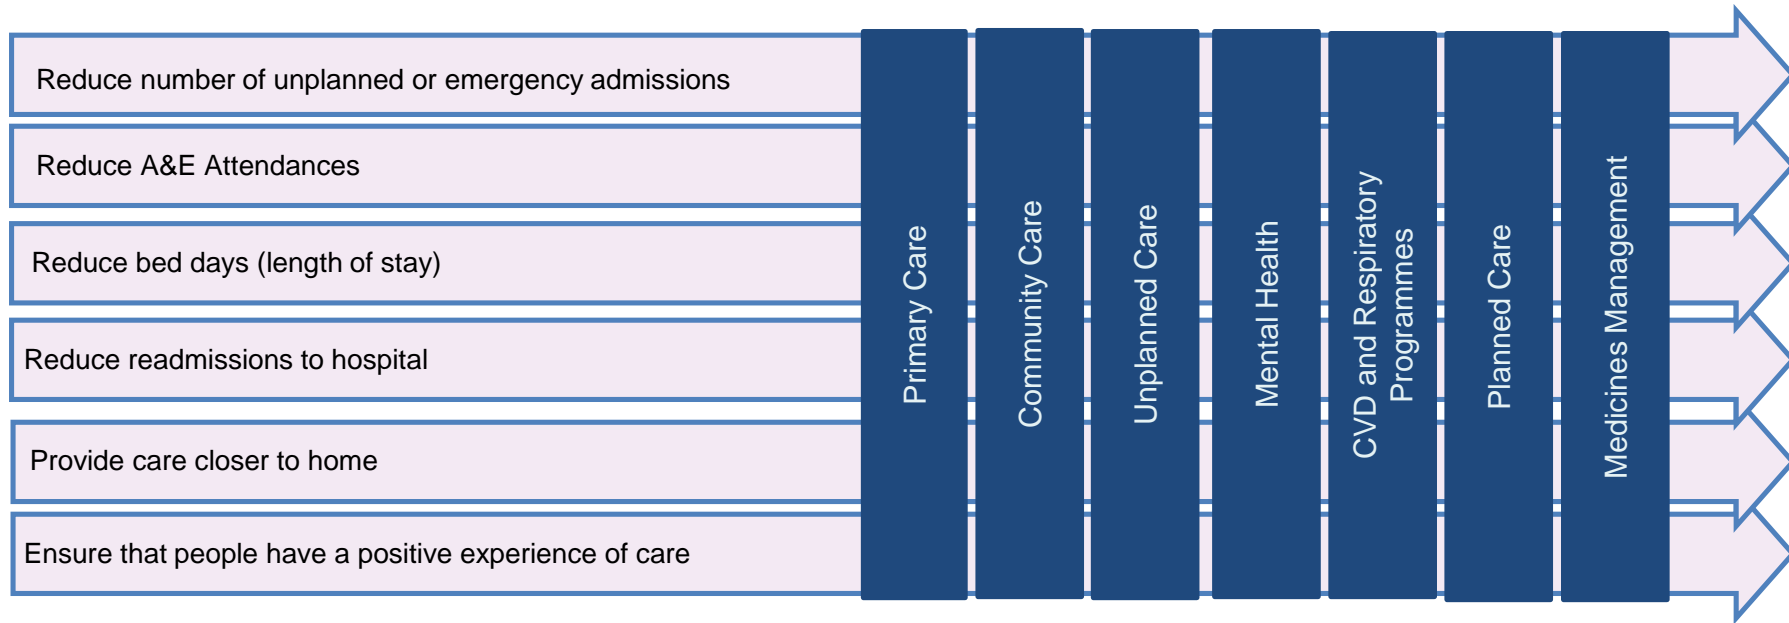 Reduce number of unplanned or emergency admissions
Reduce A&E Attendances
Reduce bed days (length of stay)
Reduce readmissions to hospital
Provide care closer to home
Ensure that people have a positive experience of care
Primary Care
Community Care
Unplanned Care
Mental Health
CVD and Respiratory
Programmes
Planned Care
Medicines Management